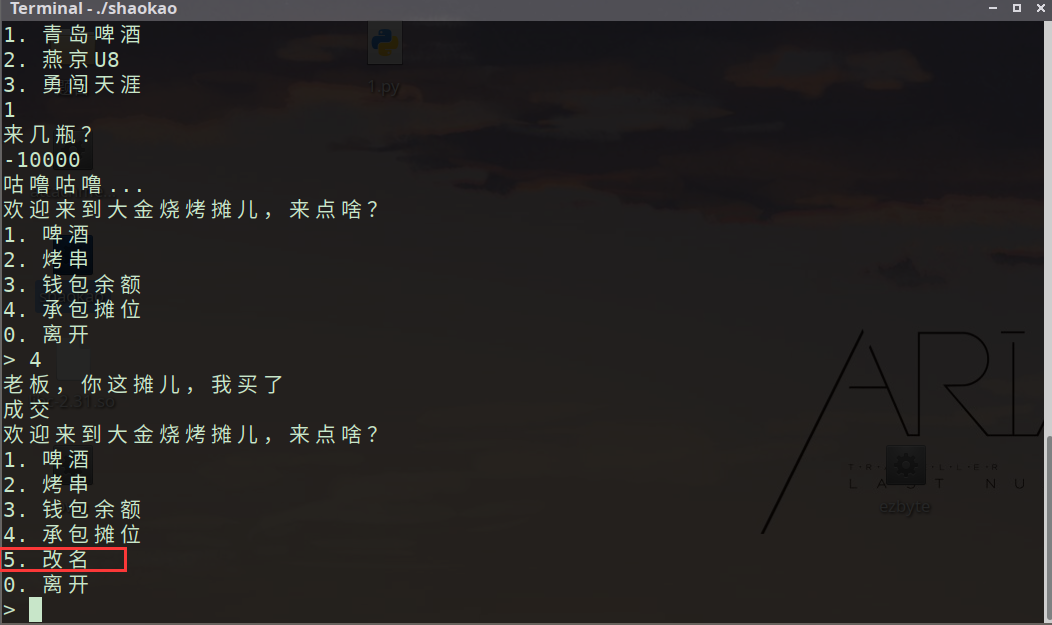 Terminal - ./shaokao
1. 青岛啤酒
2. 燕京U8
3. 勇闯天涯
1
来几瓶？
-10000
咕噜咕噜...
欢迎来到大金烧烤摊儿，来点啥？
1. 啤酒
2. 烤串
3. 钱包余额
4. 承包摊位
0. 离开
> 4
老板，你这摊儿，我买了
成交
欢迎来到大金烧烤摊儿，来点啥？
1. 啤酒
2. 烤串
3. 钱包余额
4. 承包摊位
5. 改名
0. 离开
>
1.py
ezbyte